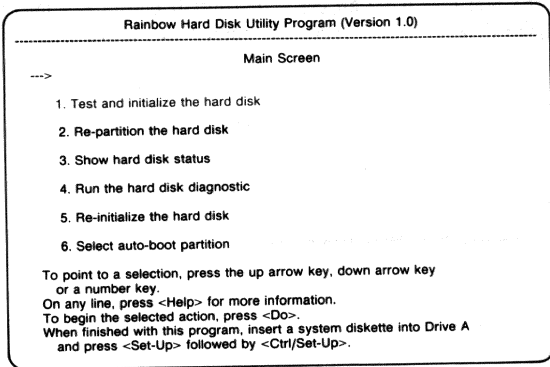 Rainbow Hard Disk Utility Program (Version 1.0)
Main Screen
--->
1. Test and initialize the hard disk
2. Re-partition the hard disk
3. Show hard disk status
4. Run the hard disk diagnostic
5. Re-initialize the hard disk
6. Select auto-boot partition
To point to a selection, press the up arrow key, down arrow key
or a number key.
On any line, press <Help> for more information.
To begin the selected action, press <Do>.
When finished with this program, insert a system diskette into Drive A
and press <Set-Up> followed by <Ctrl/Set-Up>.